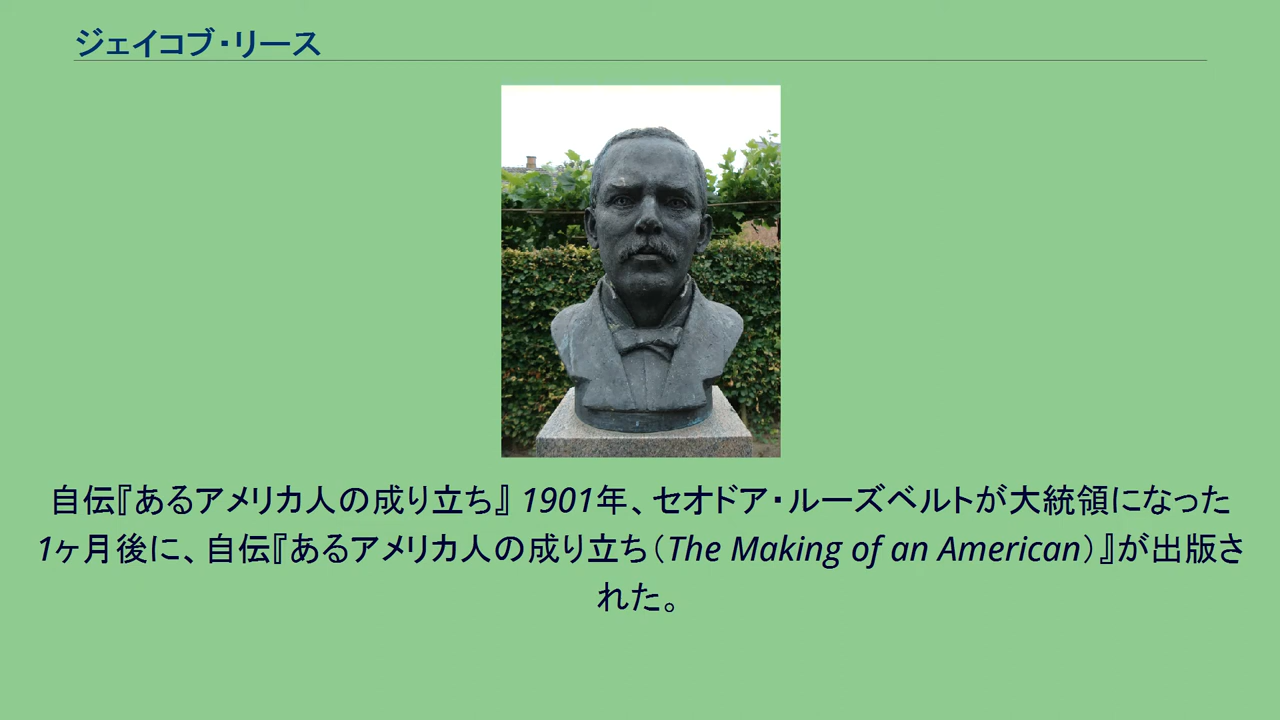 ジェイコブ・リース
自伝『あるアメリカ人の成り立ち』 1901年、セオドア・ルーズベルトが大統領になった
1ヶ月後に、自伝『あるアメリカ人の成り立ち（The Making of an American）』が出版さ
れた。